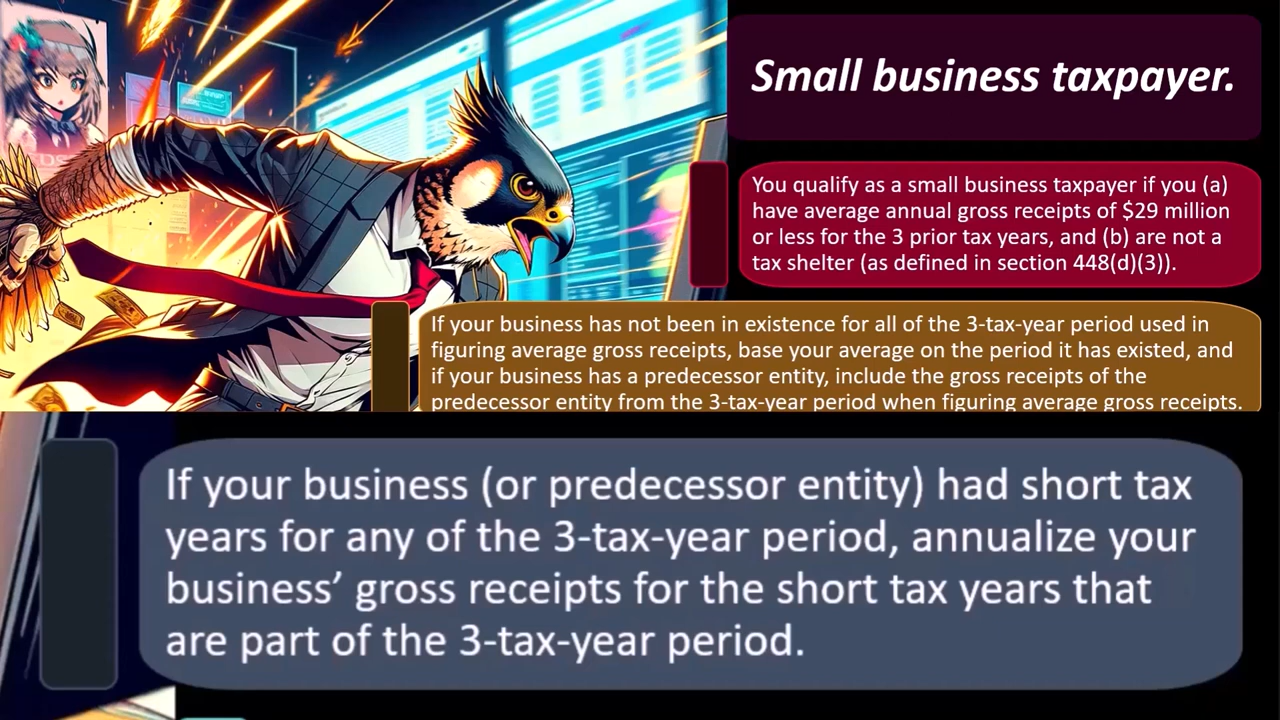 Small business taxpayer.
You qualify as a small business taxpayer if you (a)
have average annual gross receipts of $29 million
or less for the 3 prior tax years, and (b) are not a
tax shelter (as defined in section 448(d)(3)).
If your business has not been in existence for all of the 3-tax-year period used in
figuring average gross receipts, base your average on the period it has existed, and
if your business has a predecessor entity, include the gross receipts of the
predecessor entity from the 3-tax-year period when figuring average gross receipts.
If your business (or predecessor entity) had short tax
years for any of the 3-tax-year period, annualize your
business’ gross receipts for the short tax years that
are part of the 3-tax-year period.